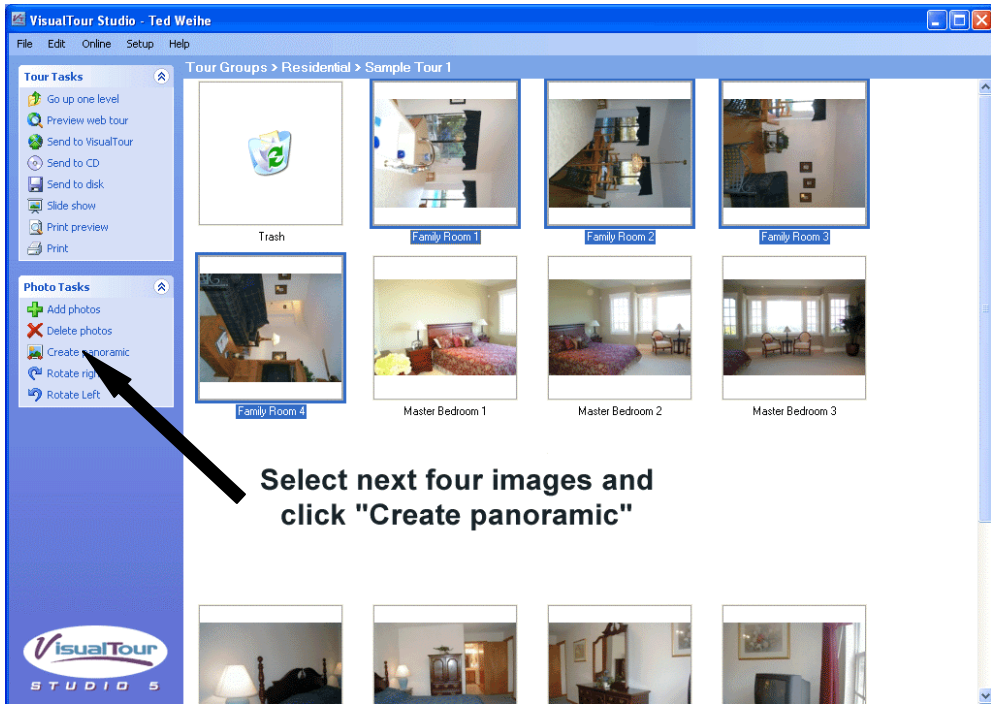 VisualTour Studio - Ted Weihe
File Edit Online Setup Help
Tour Groups > Residential > Sample Tour 1
Tour Tasks
Go up one level
Preview web tour
Send to VisualTour
Send to CD
Send to disk
Slide show
Print preview
Print
Photo Tasks
Add photos
Delete photos
Create panoramic
Rotate
Rotate Left
Trash
Family Room 1
Family Room 2
Family Room 3
Family Room 4
Master Bedroom 1
Master Bedroom 2
Master Bedroom 3
Select next four images and
click "Create panoramic"
VisualTour
STUDIO 5